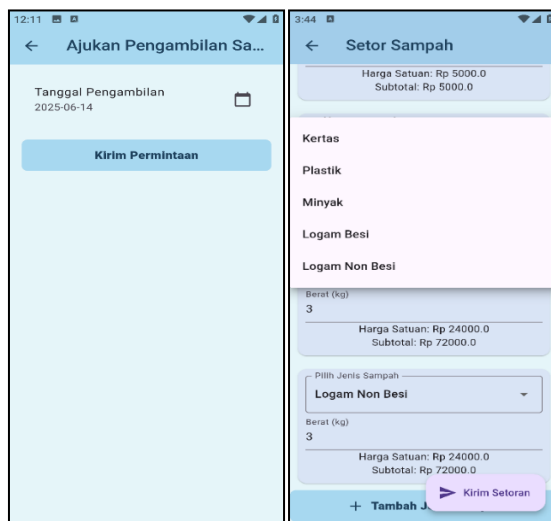 12:11
Ajukan Pengambilan Sa...
Tanggal Pengambilan
2025-06-14
Kirim Permintaan
3:44
Setor Sampah
Harga Satuan: Rp 5000.0
Subtotal: Rp 5000.0
Kertas
Plastik
Minyak
Logam Besi
Logam Non Besi
Berat (kg)
3
Harga Satuan: Rp 24000.0
Subtotal: Rp 72000.0
Pilih Jenis Sampah
Logam Non Besi
Berat (kg)
3
Harga Satuan: Rp 24000.0
Subtotal: Rp 72000.0
Kirim Setoran
+ Tambah J